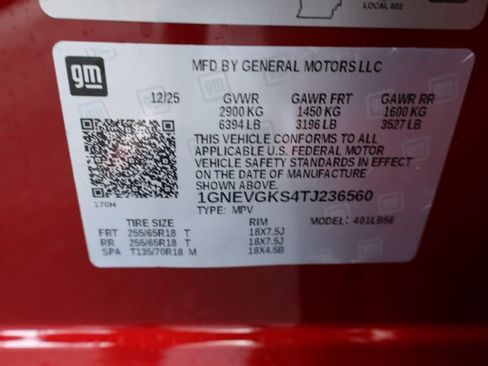 LOCAL 602
gm
MFD BY GENERAL MOTORS LLC
12/25 GVWR GAWR FRT GAWR RR
2900 KG 1450 KG 1600 KG
6394 LB 3196 LB 3527 LB
THIS VEHICLE CONFORMS TO ALL
APPLICABLE U.S. FEDERAL MOTOR
VEHICLE SAFETY STANDARDS IN EFFECT
ON THE DATE OF MANUFACTURE
SHOWN ABOVE.
1GNEVGKS4TJ236560
170H TYPE: MPV MODEL: 401LB56
TIRE SIZE RIM
FRT 255/65R18 T 18X7.5J
RR 255/65R18 T 18X7.5J
SPA T135/70R18 M 18X4.5B